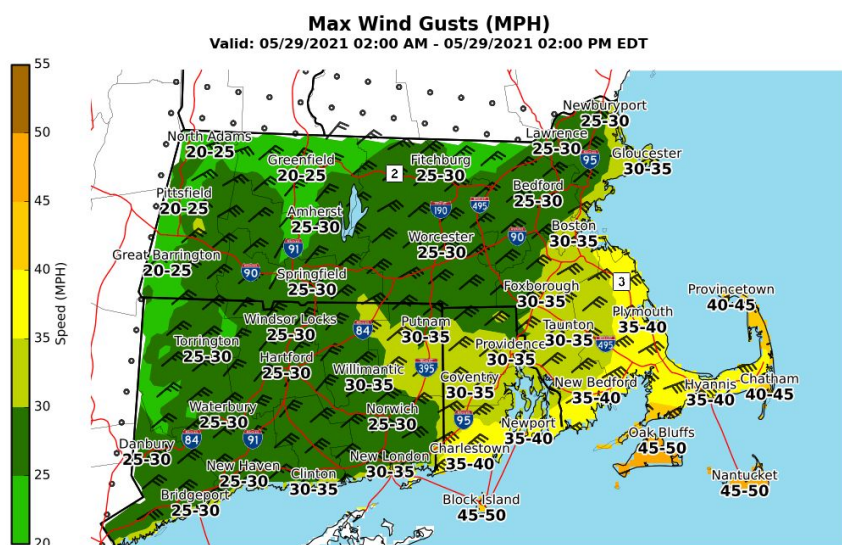 Max Wind Gusts (MPH)
Valid: 05/29/2021 02:00 AM - 05/29/2021 02:00 PM EDT
55
50
45
40
35
30
25
20
Speed (MPH)
Newburyport
25-30
North Adams
20-25
Lawrence
25-30
Greenfield
20-25
Fitchburg
25-30
95
Gloucester
30-35
2
Pittsfield
20-25
Bedford
25-30
Amherst
25-30
190
495
Boston
30-35
Worcester
25-30
90
91
Great Barrington
20-25
90
Springfield
25-30
Foxborough
30-35
3
Provincetown
40-45
Windsor Locks
25-30
84
Putnam
30-35
Plymouth
35-40
Taunton
30-35
Torrington
25-30
Providence
30-35
495
Hartford
25-30
Willimantic
30-35
395
Coventry
30-35
New Bedford
35-40
Hyannis
35-40
Chatham
40-45
Waterbury
25-30
Norwich
25-30
95
Newport
35-40
Oak Bluffs
45-50
Danbury
25-30
84
91
Charlestown
35-40
New Haven
25-30
Clinton
30-35
New London
30-35
Nantucket
45-50
Bridgeport
25-30
Block Island
45-50